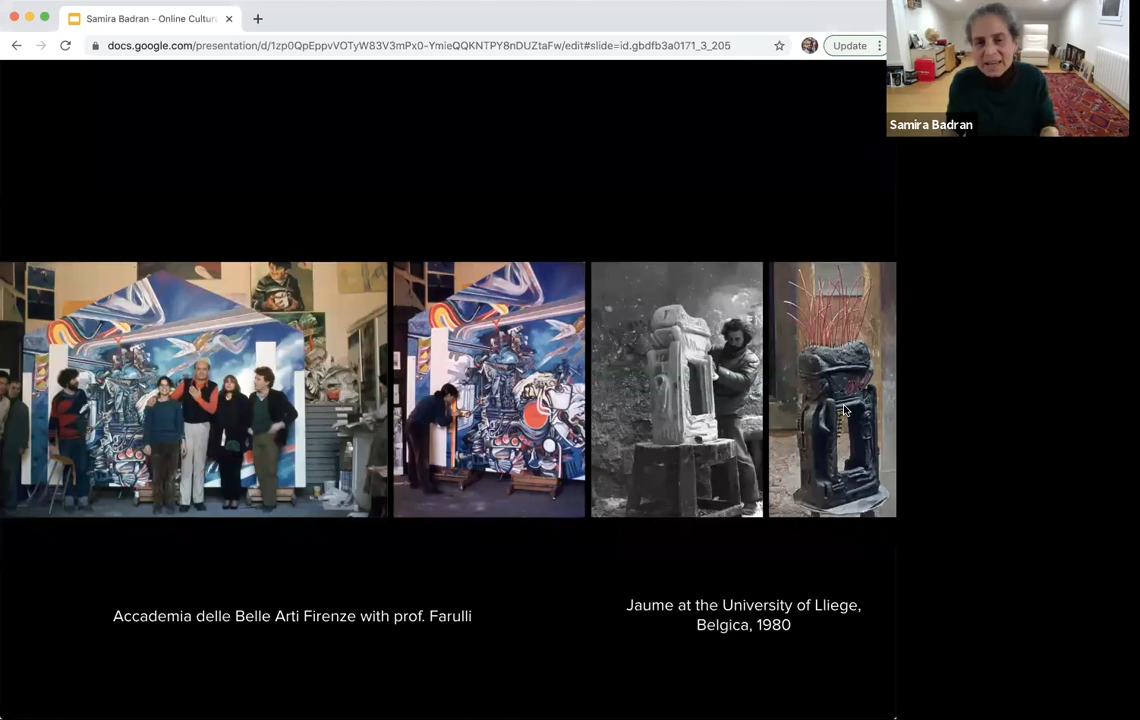 Samira Badran - Online Cultura
docs.google.com/presentation/d/1zp0QpEppvVOTyW83V3mPx0-YmieQQKNTPY8nDUZtaFw/edit#slide=id.gbdfb3a0171_3_205
Update
Samira Badran
Accademia delle Belle Arti Firenze with prof. Farulli
Jaume at the University of Lliege,
Belgica, 1980